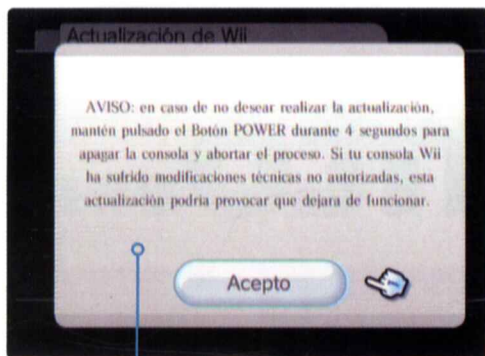 Actualización de Wii
AVISO: en caso de no desear realizar la actualización,
mantén pulsado el Botón POWER durante 4 segundos para
apagar la consola y abortar el proceso. Si tu consola Wii
ha sufrido modificaciones técnicas no autorizadas, esta
actualización podría provocar que dejara de funcionar.
Acepto